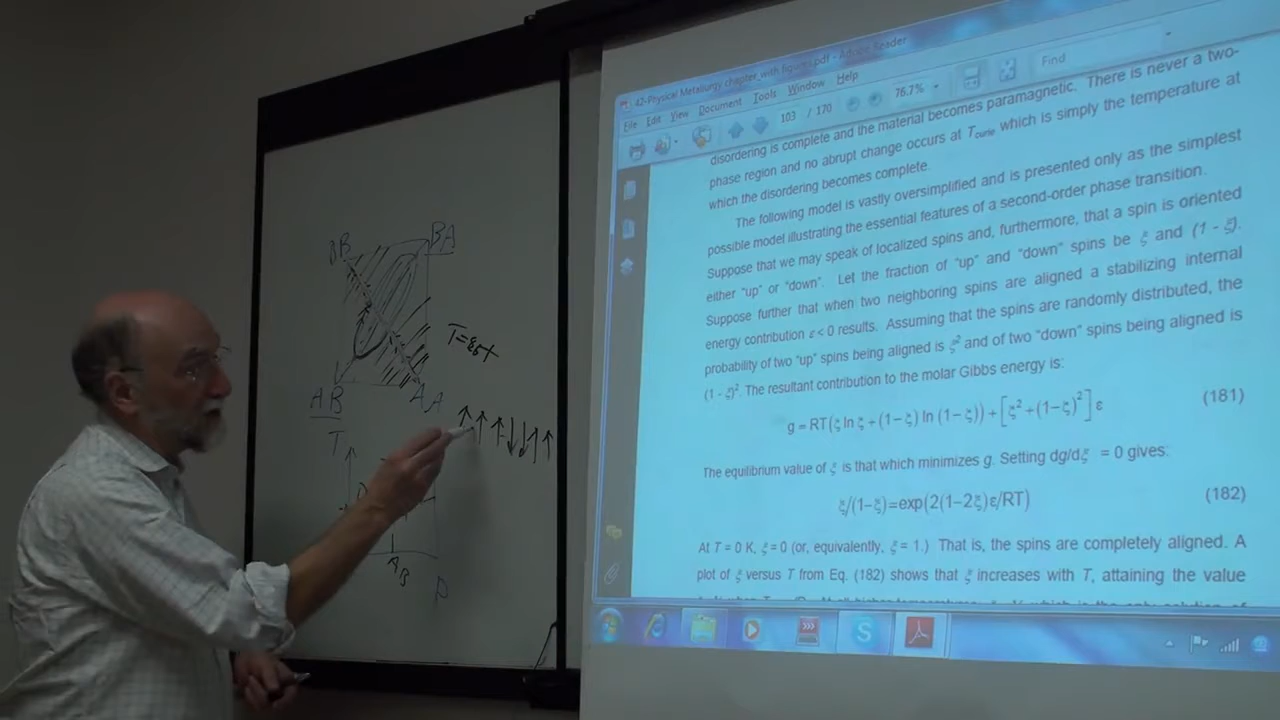 42-Physical Metallurgy chapter_with figures.pdf - Adobe Reader
File Edit View Document Tools Window Help
103 / 170 76.7% Find
disordering is complete and the material becomes paramagnetic. There is never a two-
phase region and no abrupt change occurs at Tcurie which is simply the temperature at
which the disordering becomes complete.
The following model is vastly oversimplified and is presented only as the simplest
possible model illustrating the essential features of a second-order phase transition.
Suppose that we may speak of localized spins and, furthermore, that a spin is oriented
either "up" or "down". Let the fraction of "up" and "down" spins be ξ and (1 - ξ).
Suppose further that when two neighboring spins are aligned a stabilizing internal
energy contribution ε < 0 results. Assuming that the spins are randomly distributed, the
probability of two "up" spins being aligned is ξ² and of two "down" spins being aligned is
(1 - ξ)². The resultant contribution to the molar Gibbs energy is:
g = RT(ξ ln ξ + (1 − ξ) ln (1 − ξ)) + [ξ² + (1 − ξ)²] ε (181)
The equilibrium value of ξ is that which minimizes g. Setting dg/dξ = 0 gives:
ξ/(1−ξ)=exp(2(1−2ξ)ε/RT) (182)
At T = 0 K, ξ = 0 (or, equivalently, ξ = 1.) That is, the spins are completely aligned. A
plot of ξ versus T from Eq. (182) shows that ξ increases with T, attaining the value
BA
AB
AA
T
A B